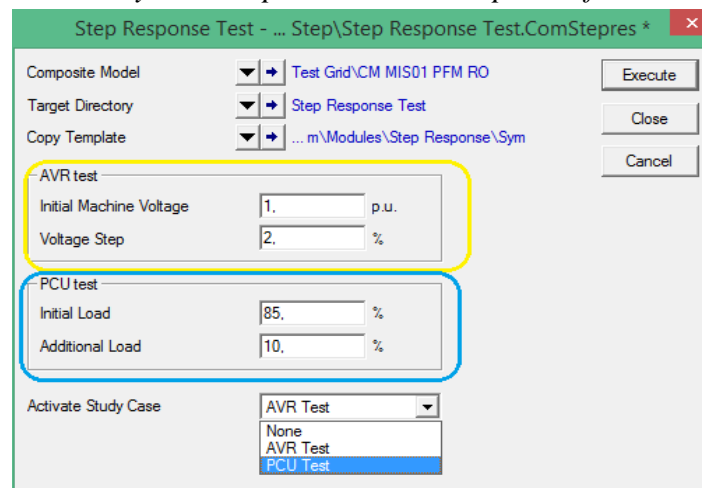 Step Response Test - ... Step\Step Response Test.ComStepres *
Composite Model Test Grid\CM MIS01 PFM RO Execute
Target Directory Step Response Test Close
Copy Template ... m\Modules\Step Response\Sym Cancel
AVR test
Initial Machine Voltage 1. p.u.
Voltage Step 2. %
PCU test
Initial Load 85. %
Additional Load 10. %
Activate Study Case AVR Test
None
AVR Test
PCU Test